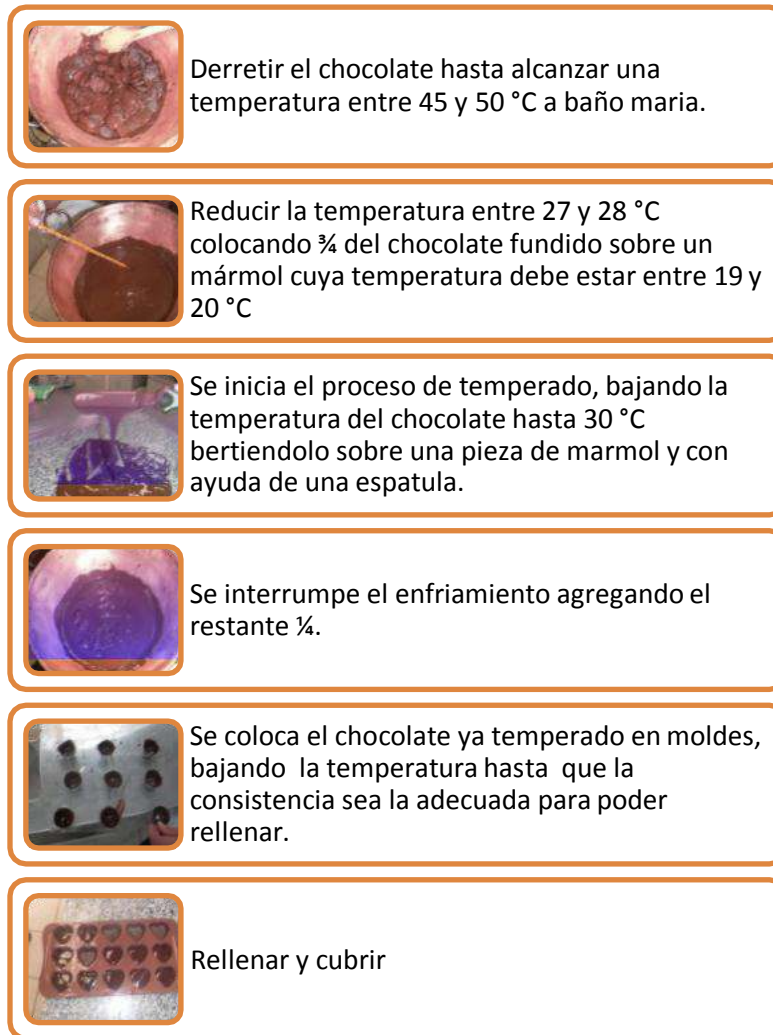 Derretir el chocolate hasta alcanzar una
temperatura entre 45 y 50 °C a baño maria.
Reducir la temperatura entre 27 y 28 °C
colocando ¾ del chocolate fundido sobre un
mármol cuya temperatura debe estar entre 19 y
20 °C
Se inicia el proceso de temperado, bajando la
temperatura del chocolate hasta 30 °C
bertiendolo sobre una pieza de marmol y con
ayuda de una espatula.
Se interrumpe el enfriamiento agregando el
restante ¼.
Se coloca el chocolate ya temperado en moldes,
bajando la temperatura hasta que la
consistencia sea la adecuada para poder
rellenar.
Rellenar y cubrir